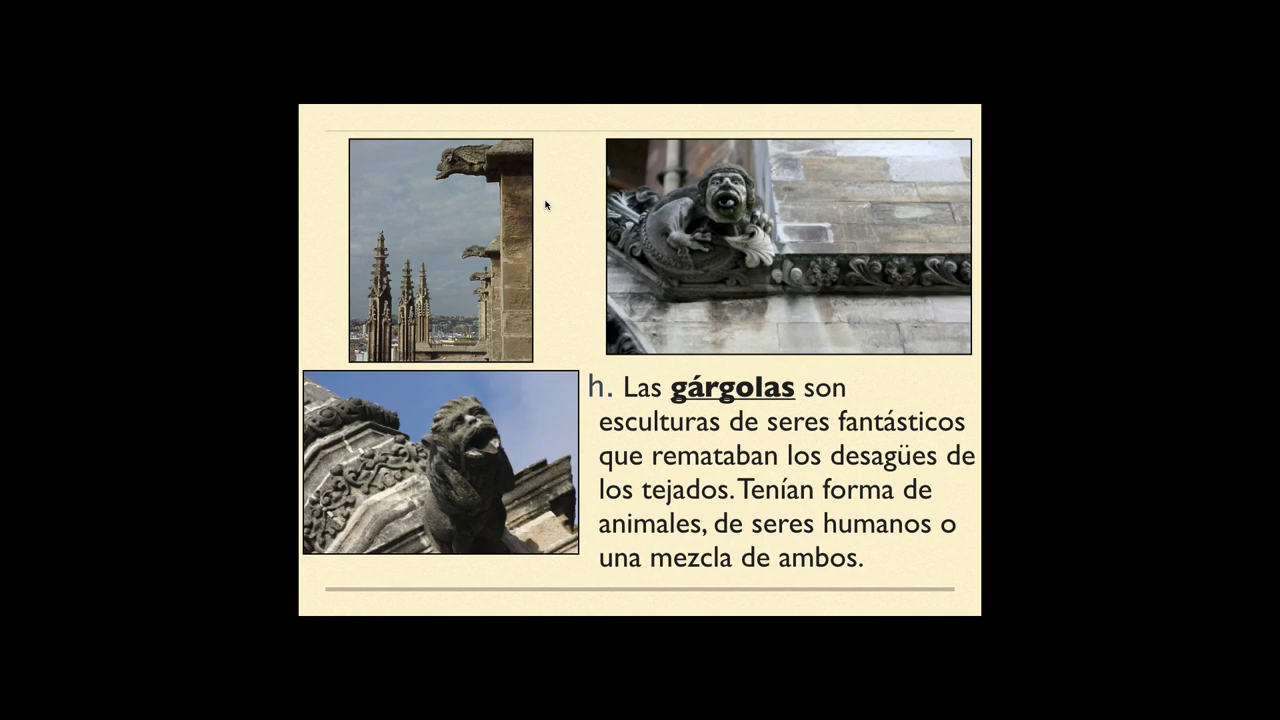 h. Las gárgolas son
esculturas de seres fantásticos
que remataban los desagües de
los tejados. Tenían forma de
animales, de seres humanos o
una mezcla de ambos.